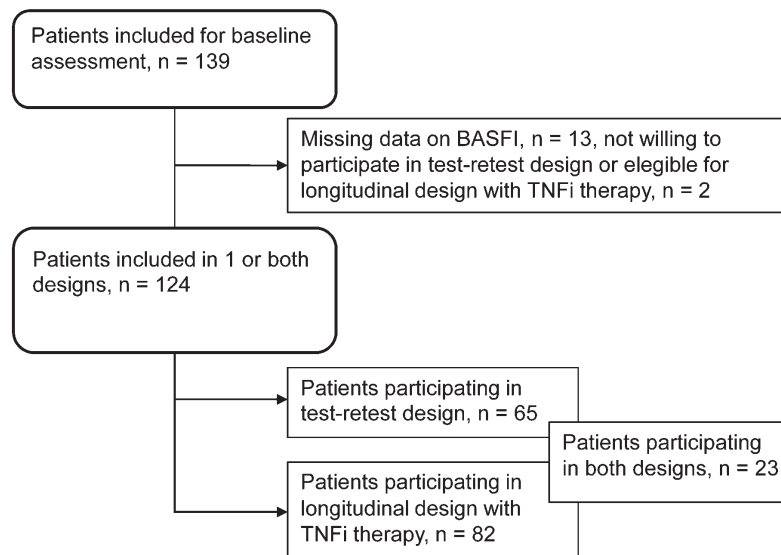 Patients included for baseline
assessment, n = 139
Missing data on BASFI, n = 13, not willing to
participate in test-retest design or elegible for
longitudinal design with TNFi therapy, n = 2
Patients included in 1 or both
designs, n = 124
Patients participating in
test-retest design, n = 65
Patients participating
in both designs, n = 23
Patients participating in
longitudinal design with
TNFi therapy, n = 82